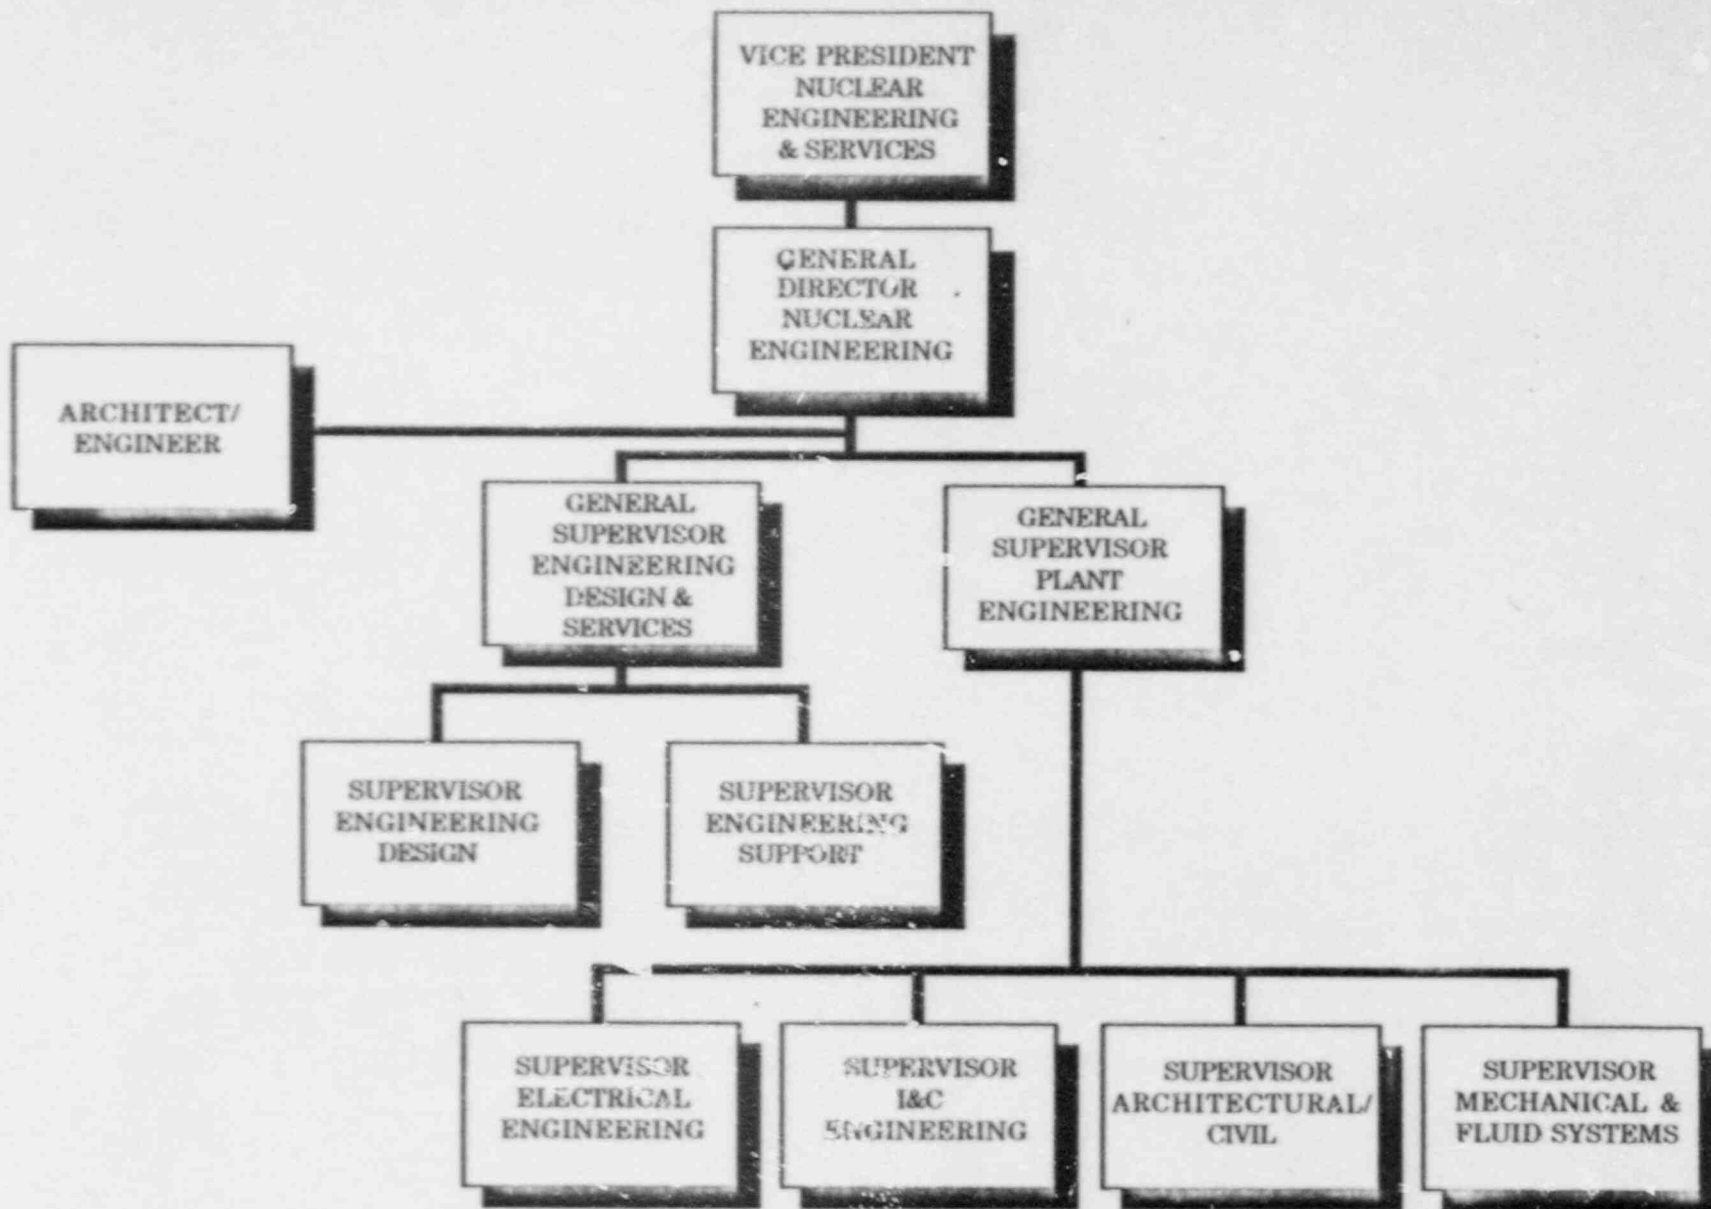 VICE PRESIDENT
NUCLEAR
ENGINEERING
& SERVICES
GENERAL
DIRECTOR
NUCLEAR
ENGINEERING
ARCHITECT/
ENGINEER
GENERAL
SUPERVISOR
ENGINEERING
DESIGN &
SERVICES
GENERAL
SUPERVISOR
PLANT
ENGINEERING
SUPERVISOR
ENGINEERING
DESIGN
SUPERVISOR
ENGINEERING
SUPPORT
SUPERVISOR
ELECTRICAL
ENGINEERING
SUPERVISOR
I&C
ENGINEERING
SUPERVISOR
ARCHITECTURAL/
CIVIL
SUPERVISOR
MECHANICAL &
FLUID SYSTEMS